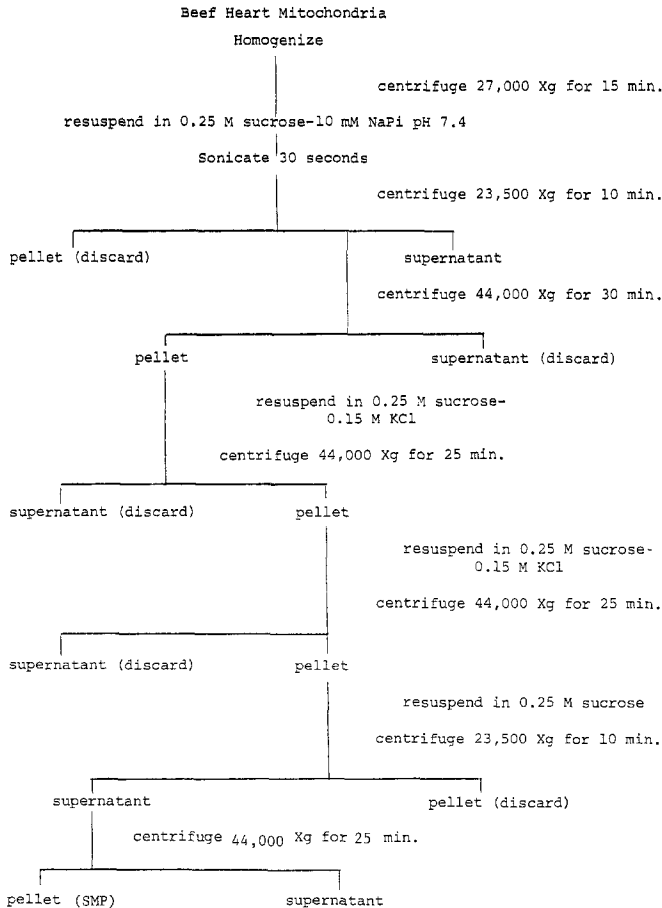 Beef Heart Mitochondria
Homogenize
centrifuge 27,000 Xg for 15 min.
resuspend in 0.25 M sucrose-10 mM NaPi pH 7.4
Sonicate 30 seconds
centrifuge 23,500 Xg for 10 min.
pellet (discard)
supernatant
centrifuge 44,000 Xg for 30 min.
pellet
supernatant (discard)
resuspend in 0.25 M sucrose-
0.15 M KCl
centrifuge 44,000 Xg for 25 min.
supernatant (discard)
pellet
resuspend in 0.25 M sucrose-
0.15 M KCl
centrifuge 44,000 Xg for 25 min.
supernatant (discard)
pellet
resuspend in 0.25 M sucrose
centrifuge 23,500 Xg for 10 min.
supernatant
pellet (discard)
centrifuge 44,000 Xg for 25 min.
pellet (SMP)
supernatant